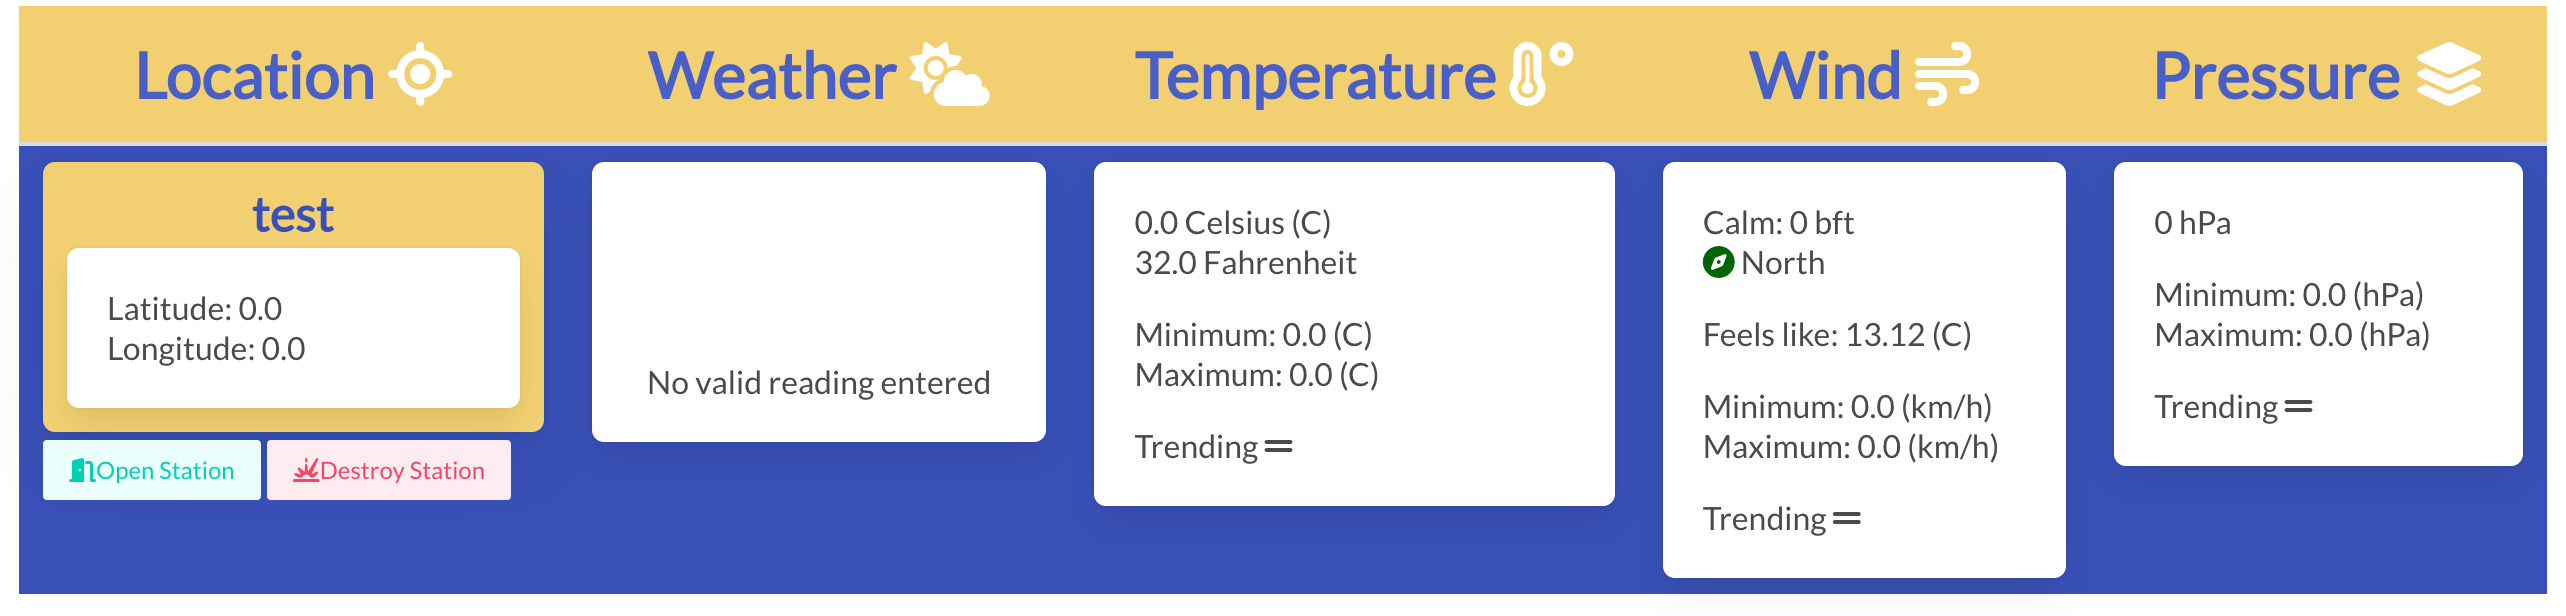 Location
Weather
Temperature
Wind
Pressure
test
Latitude: 0.0
Longitude: 0.0
Open Station
Destroy Station
No valid reading entered
0.0 Celsius (C)
32.0 Fahrenheit
Minimum: 0.0 (C)
Maximum: 0.0 (C)
Trending
Calm: 0 bft
North
Feels like: 13.12 (C)
Minimum: 0.0 (km/h)
Maximum: 0.0 (km/h)
Trending
0 hPa
Minimum: 0.0 (hPa)
Maximum: 0.0 (hPa)
Trending